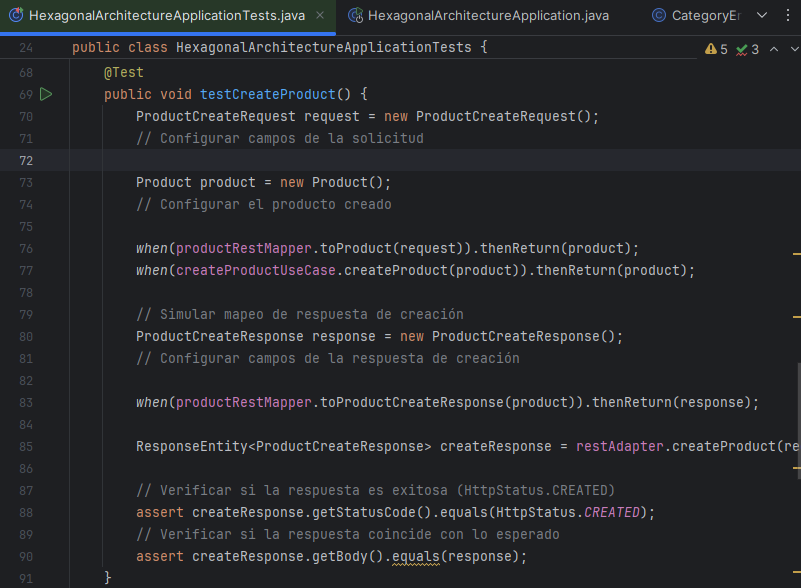 HexagonalArchitectureApplicationTests.java × HexagonalArchitectureApplication.java CategoryEr
24 public class HexagonalArchitectureApplicationTests { 5 3
68 @Test
69 public void testCreateProduct() {
70 ProductCreateRequest request = new ProductCreateRequest();
71 // Configurar campos de la solicitud
72
73 Product product = new Product();
74 // Configurar el producto creado
75
76 when(productRestMapper.toProduct(request)).thenReturn(product);
77 when(createProductUseCase.createProduct(product)).thenReturn(product);
78
79 // Simular mapeo de respuesta de creación
80 ProductCreateResponse response = new ProductCreateResponse();
81 // Configurar campos de la respuesta de creación
82
83 when(productRestMapper.toProductCreateResponse(product)).thenReturn(response);
84
85 ResponseEntity<ProductCreateResponse> createResponse = restAdapter.createProduct(re
86
87 // Verificar si la respuesta es exitosa (HttpStatus.CREATED)
88 assert createResponse.getStatusCode().equals(HttpStatus.CREATED);
89 // Verificar si la respuesta coincide con lo esperado
90 assert createResponse.getBody().equals(response);
91 }